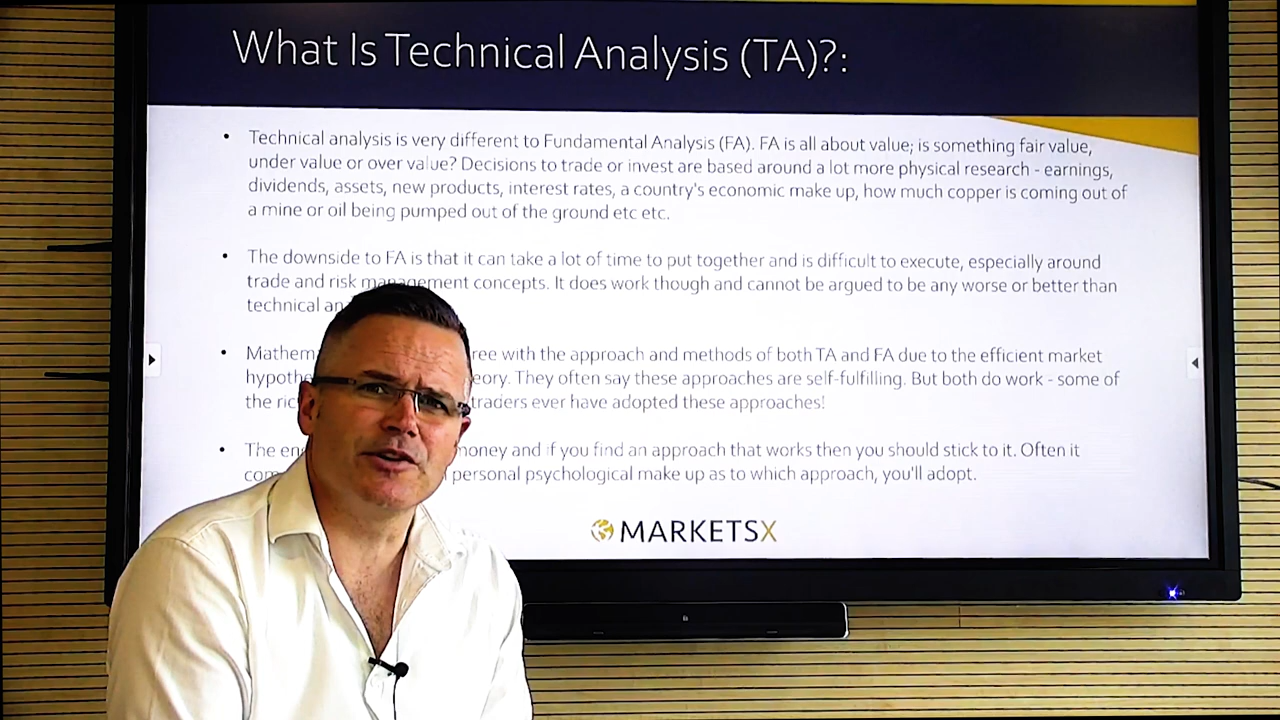 What Is Technical Analysis (TA)?:
• Technical analysis is very different to Fundamental Analysis (FA). FA is all about value; is something fair value,
under value or over value? Decisions to trade or invest are based around a lot more physical research - earnings,
dividends, assets, new products, interest rates, a country's economic make up, how much copper is coming out of
a mine or oil being pumped out of the ground etc etc.
• The downside to FA is that it can take a lot of time to put together and is difficult to execute, especially around
trade and risk management concepts. It does work though and cannot be argued to be any worse or better than
technical
• with the approach and methods of both TA and FA due to the efficient market
They often say these approaches are self-fulfilling. But both do work - some of
the traders ever have adopted these approaches!
• The money and if you find an approach that works then you should stick to it. Often it
personal psychological make up as to which approach, you'll adopt.
MARKETSX